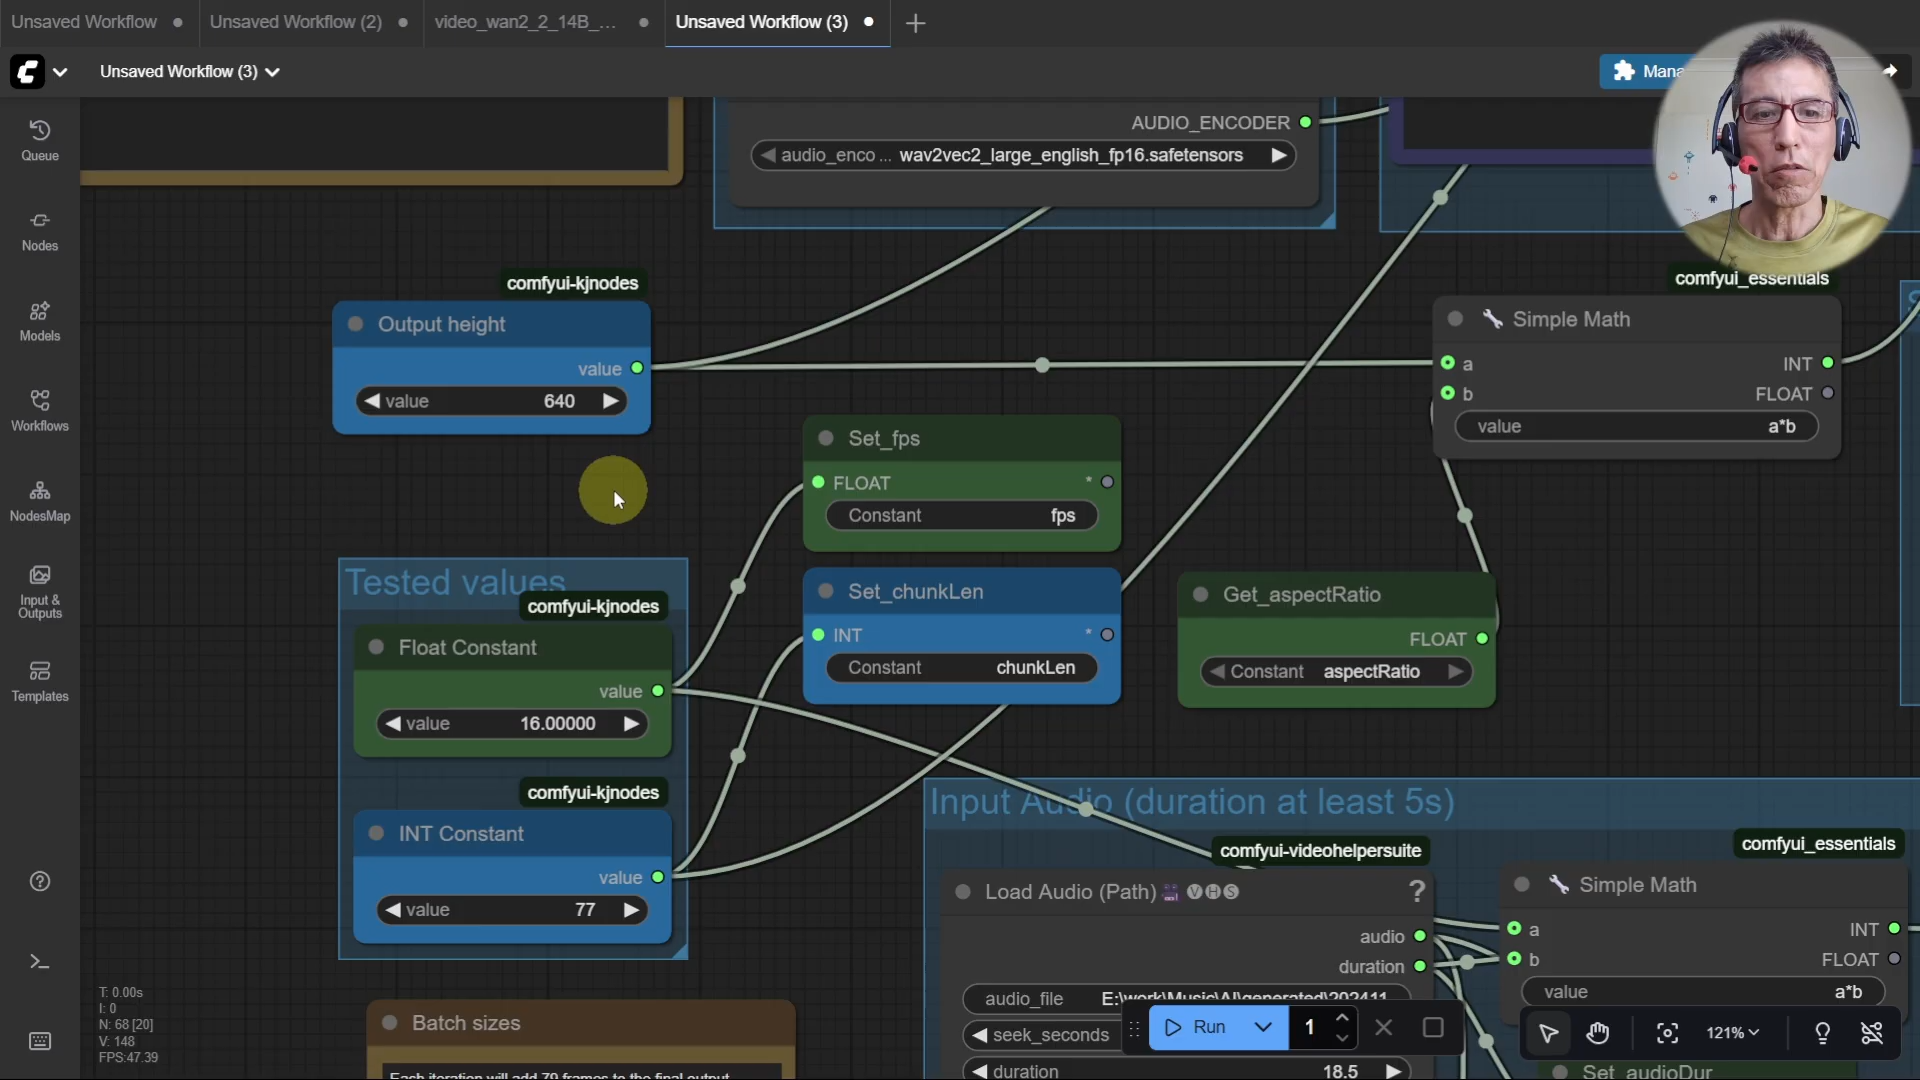 Unsaved Workflow
Unsaved Workflow (2)
video_wan2_2_14B_...
Unsaved Workflow (3)
Unsaved Workflow (3)
Mana
Queue
Nodes
Models
Workflows
NodesMap
Input &
Outputs
Templates
AUDIO_ENCODER
audio_enco ... wav2vec2_large_english_fp16.safetensors
comfyui-kjnodes
Output height
value
value 640
comfyui_essentials
Simple Math
a INT
b FLOAT
value a*b
Set_fps
FLOAT *
Constant fps
Set_chunkLen
INT *
Constant chunkLen
Get_aspectRatio
FLOAT
Constant aspectRatio
Tested values
comfyui-kjnodes
Float Constant
value
value 16.00000
comfyui-kjnodes
INT Constant
value
value 77
Input Audio (duration at least 5s)
comfyui-videohelpersuite
Load Audio (Path) VHS ?
audio
duration
audio_file E:\work\Music\AI\generated\202411
seek_seconds
duration 18.5
comfyui_essentials
Simple Math
a INT
b FLOAT
value a*b
Set_audioDur
Batch sizes
Each iteration will add 79 frames to the final output
T: 0.00s
I: 0
N: 68 [20]
V: 148
FPS:47.39
Run
1
121%